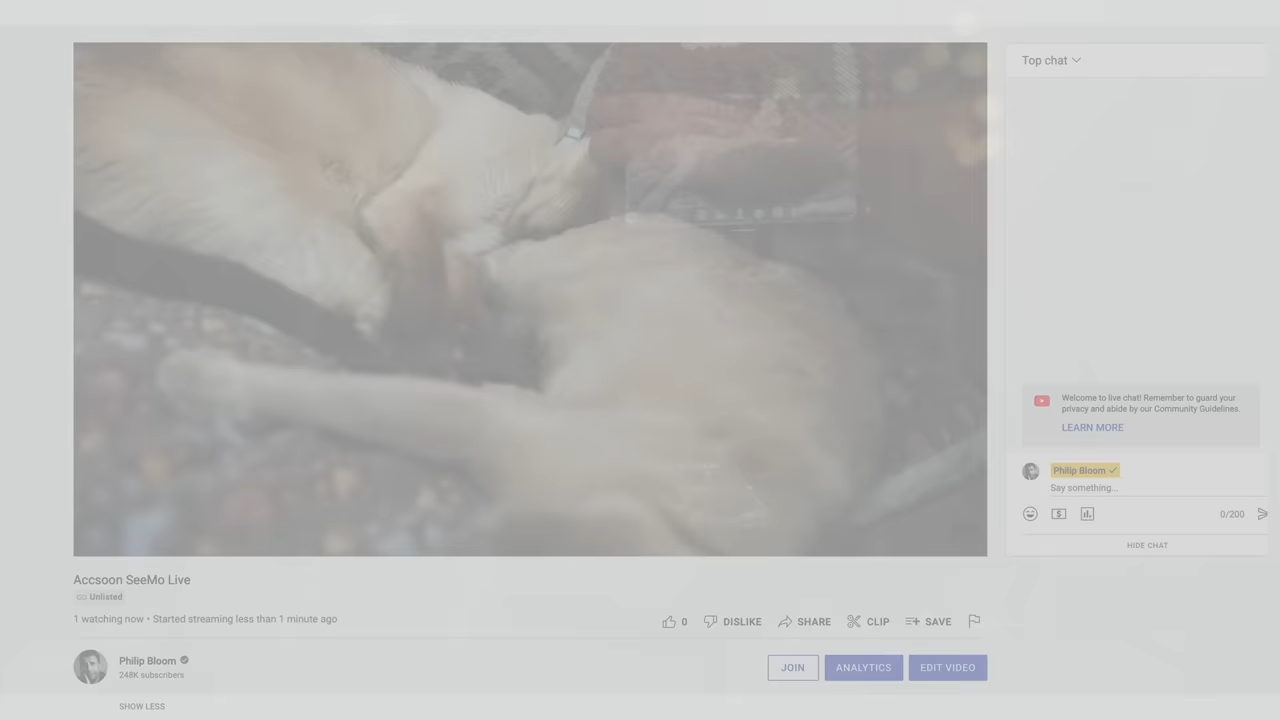 Top chat
Welcome to live chat! Remember to guard your
privacy and abide by our Community Guidelines.
LEARN MORE
Philip Bloom
Say something...
0/200
HIDE CHAT
Accsoon SeeMo Live
Unlisted
1 watching now • Started streaming less than 1 minute ago
0 DISLIKE SHARE CLIP SAVE
Philip Bloom
248K subscribers
JOIN ANALYTICS EDIT VIDEO
SHOW LESS